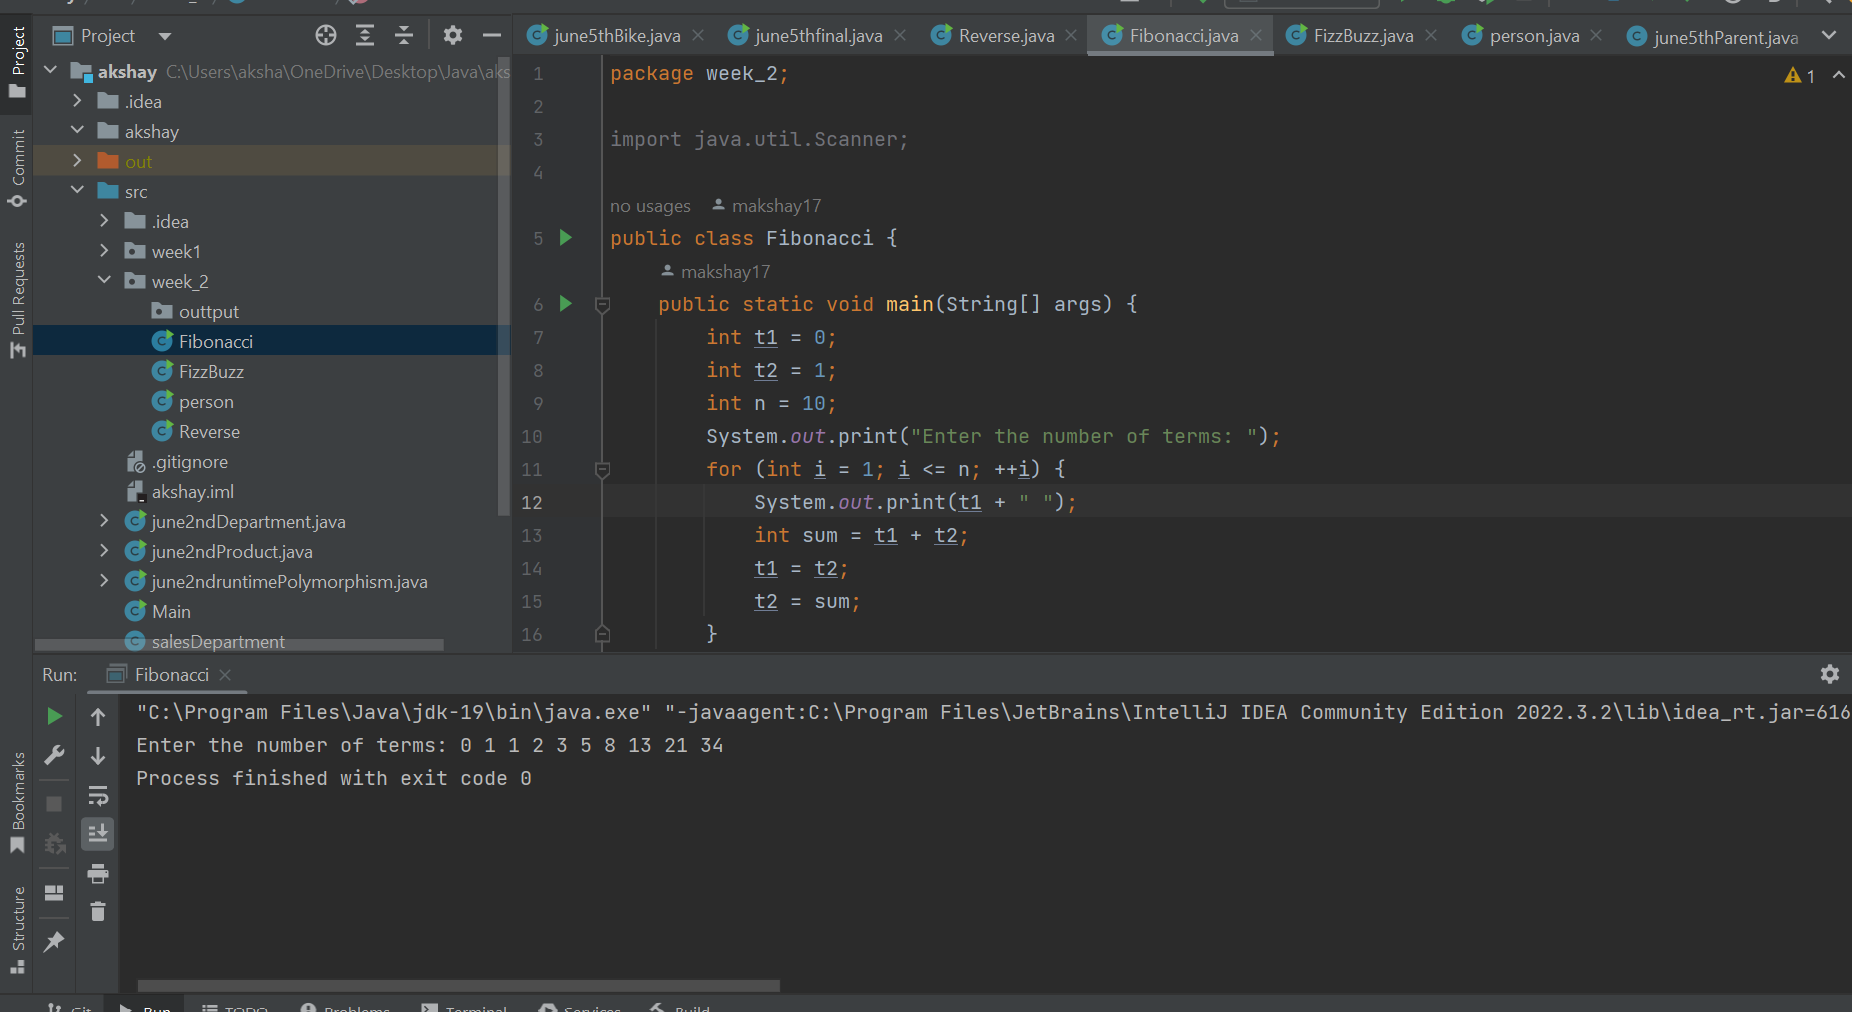 Project
june5thBike.java
june5thfinal.java
Reverse.java
Fibonacci.java
FizzBuzz.java
person.java
june5thParent.java
Project
Commit
Pull Requests
Bookmarks
Structure
akshay C:\Users\aksha\OneDrive\Desktop\Java\aks
.idea
akshay
out
src
.idea
week1
week_2
outtput
Fibonacci
FizzBuzz
person
Reverse
.gitignore
akshay.iml
june2ndDepartment.java
june2ndProduct.java
june2ndruntimePolymorphism.java
Main
salesDepartment
1 package week_2;
2
3 import java.util.Scanner;
4
no usages makshay17
5 public class Fibonacci {
makshay17
6 public static void main(String[] args) {
7 int t1 = 0;
8 int t2 = 1;
9 int n = 10;
10 System.out.print("Enter the number of terms: ");
11 for (int i = 1; i <= n; ++i) {
12 System.out.print(t1 + " ");
13 int sum = t1 + t2;
14 t1 = t2;
15 t2 = sum;
16 }
1
Run: Fibonacci
"C:\Program Files\Java\jdk-19\bin\java.exe" "-javaagent:C:\Program Files\JetBrains\IntelliJ IDEA Community Edition 2022.3.2\lib\idea_rt.jar=616
Enter the number of terms: 0 1 1 2 3 5 8 13 21 34
Process finished with exit code 0
Git Run TODO Problems Terminal Services Build